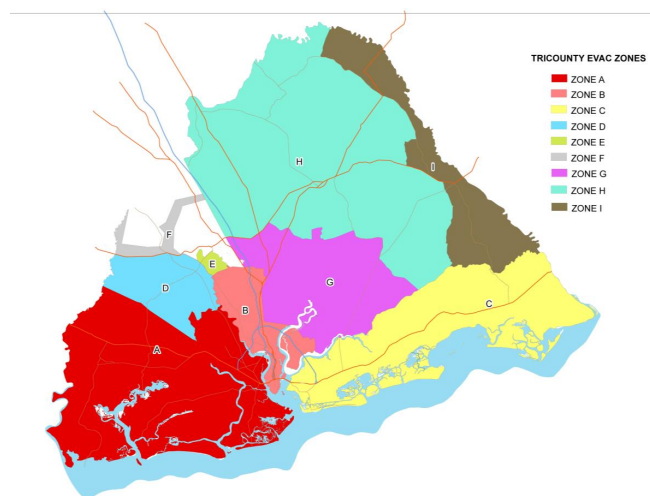 TRICOUNTY EVAC ZONES
ZONE A
ZONE B
ZONE C
ZONE D
ZONE E
ZONE F
ZONE G
ZONE H
ZONE I
H
I
F
E
D
G
B
C
A